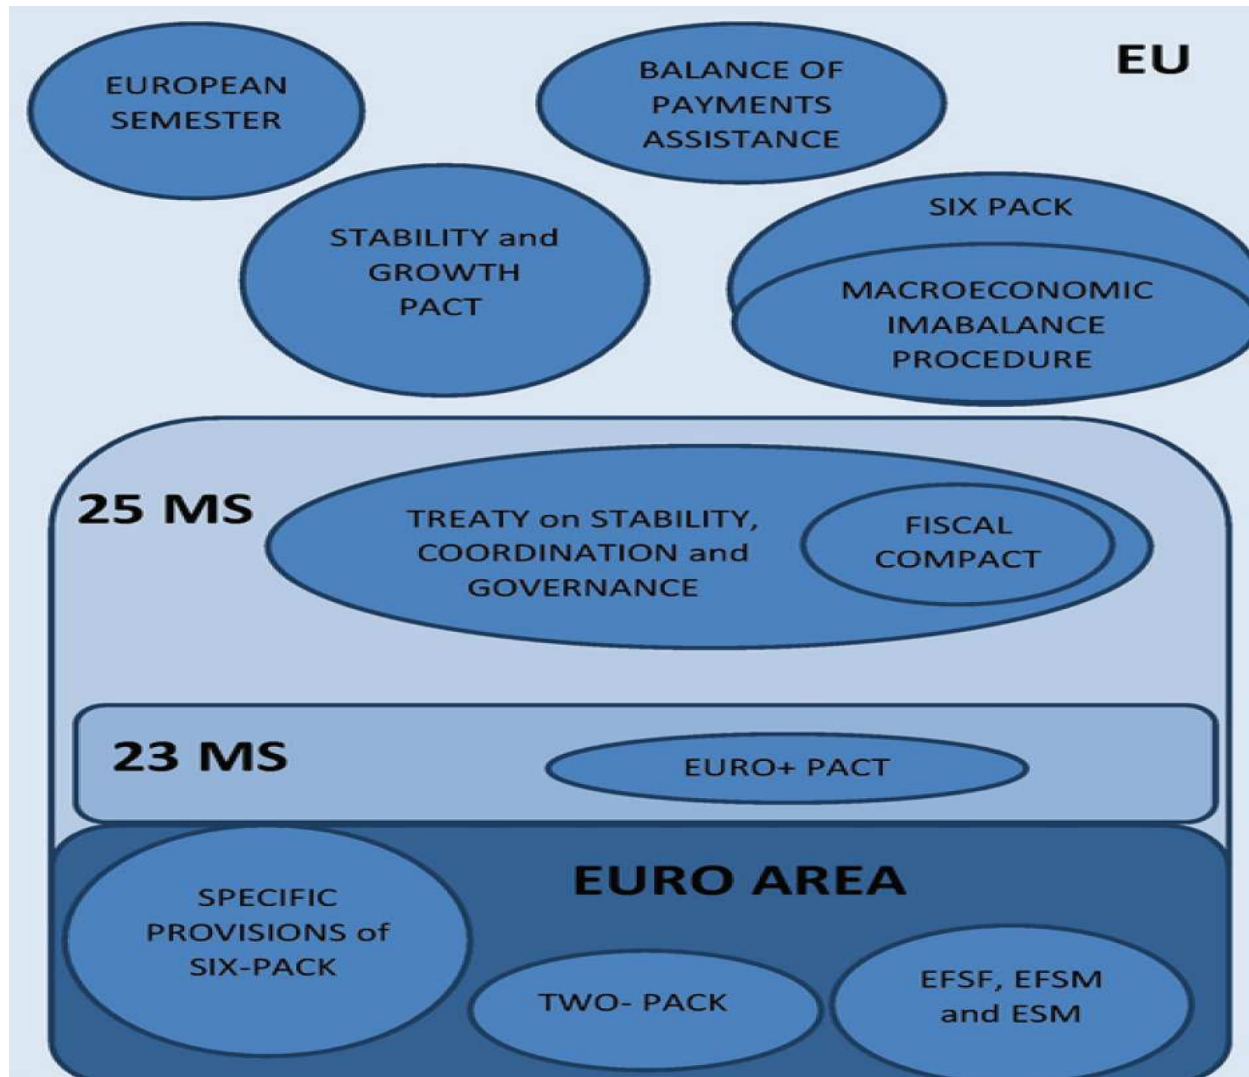 EU
EUROPEAN
SEMESTER
BALANCE OF
PAYMENTS
ASSISTANCE
STABILITY and
GROWTH
PACT
SIX PACK
MACROECONOMIC
IMABALANCE
PROCEDURE
25 MS
TREATY on STABILITY,
COORDINATION and
GOVERNANCE
FISCAL
COMPACT
23 MS
EURO+ PACT
EURO AREA
SPECIFIC
PROVISIONS of
SIX-PACK
TWO- PACK
EFSF, EFSM
and ESM